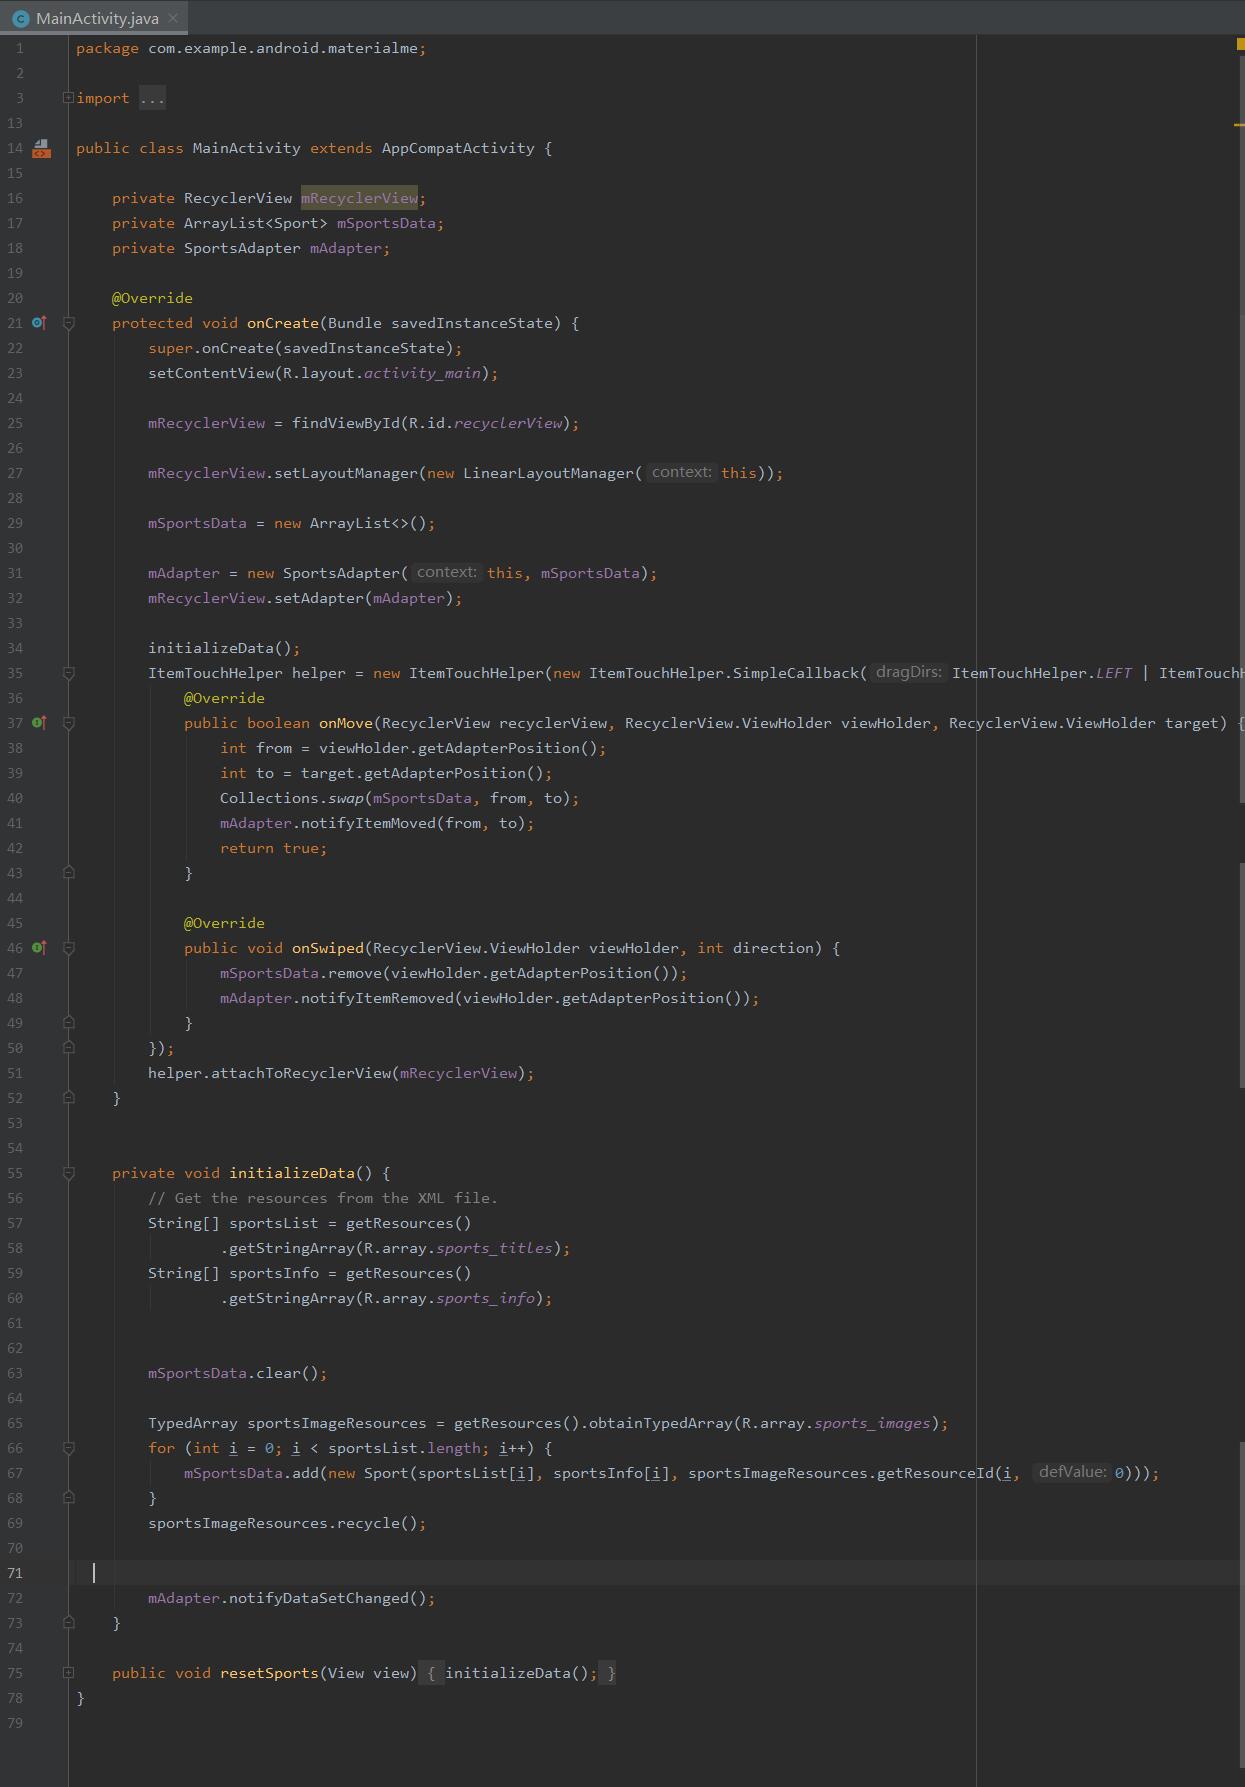 MainActivity.java
1 package com.example.android.materialme;
2
3 import ...
13
14 public class MainActivity extends AppCompatActivity {
15
16     private RecyclerView mRecyclerView;
17     private ArrayList<Sport> mSportsData;
18     private SportsAdapter mAdapter;
19
20     @Override
21     protected void onCreate(Bundle savedInstanceState) {
22         super.onCreate(savedInstanceState);
23         setContentView(R.layout.activity_main);
24
25         mRecyclerView = findViewById(R.id.recyclerView);
26
27         mRecyclerView.setLayoutManager(new LinearLayoutManager( context: this));
28
29         mSportsData = new ArrayList<>();
30
31         mAdapter = new SportsAdapter( context: this, mSportsData);
32         mRecyclerView.setAdapter(mAdapter);
33
34         initializeData();
35         ItemTouchHelper helper = new ItemTouchHelper(new ItemTouchHelper.SimpleCallback( dragDirs: ItemTouchHelper.LEFT | ItemTouch
36             @Override
37             public boolean onMove(RecyclerView recyclerView, RecyclerView.ViewHolder viewHolder, RecyclerView.ViewHolder target) {
38                 int from = viewHolder.getAdapterPosition();
39                 int to = target.getAdapterPosition();
40                 Collections.swap(mSportsData, from, to);
41                 mAdapter.notifyItemMoved(from, to);
42                 return true;
43             }
44
45             @Override
46             public void onSwiped(RecyclerView.ViewHolder viewHolder, int direction) {
47                 mSportsData.remove(viewHolder.getAdapterPosition());
48                 mAdapter.notifyItemRemoved(viewHolder.getAdapterPosition());
49             }
50         });
51         helper.attachToRecyclerView(mRecyclerView);
52     }
53
54
55     private void initializeData() {
56         // Get the resources from the XML file.
57         String[] sportsList = getResources()
58                 .getStringArray(R.array.sports_titles);
59         String[] sportsInfo = getResources()
60                 .getStringArray(R.array.sports_info);
61
62
63         mSportsData.clear();
64
65         TypedArray sportsImageResources = getResources().obtainTypedArray(R.array.sports_images);
66         for (int i = 0; i < sportsList.length; i++) {
67             mSportsData.add(new Sport(sportsList[i], sportsInfo[i], sportsImageResources.getResourceId(i, defValue: 0)));
68         }
69         sportsImageResources.recycle();
70
71
72         mAdapter.notifyDataSetChanged();
73     }
74
75     public void resetSports(View view) { initializeData(); }
78 }
79